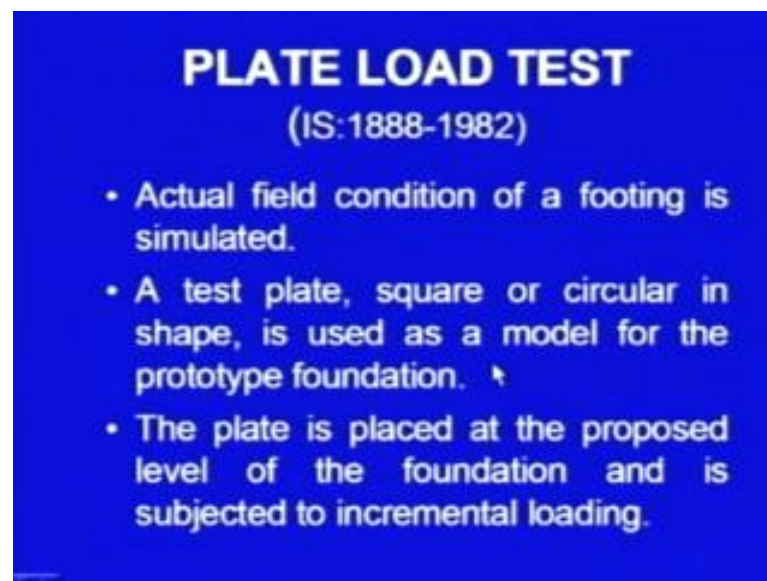 PLATE LOAD TEST
(IS:1888-1982)
• Actual field condition of a footing is
simulated.
• A test plate, square or circular in
shape, is used as a model for the
prototype foundation.
• The plate is placed at the proposed
level of the foundation and is
subjected to incremental loading.